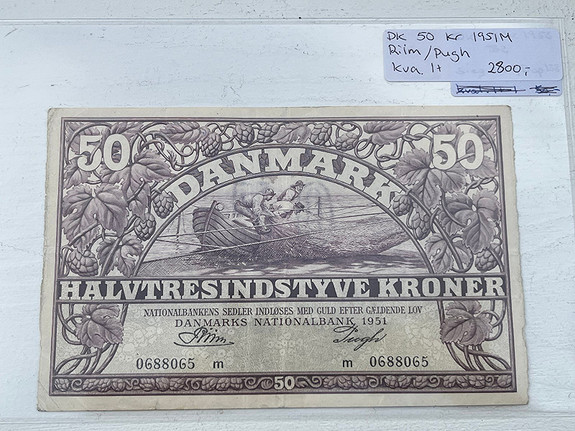 DK 50 kr 1951M
Riim/Pugh
kva. 1+ 2800,-
50 50
DANMARK
HALVTRESINDSTYVE KRONER
NATIONALBANKENS SEDLER INDLØSES MED GULD EFTER GÆLDENDE LOV
DANMARKS NATIONALBANK 1951
Riim
0688065 m m 0688065
50